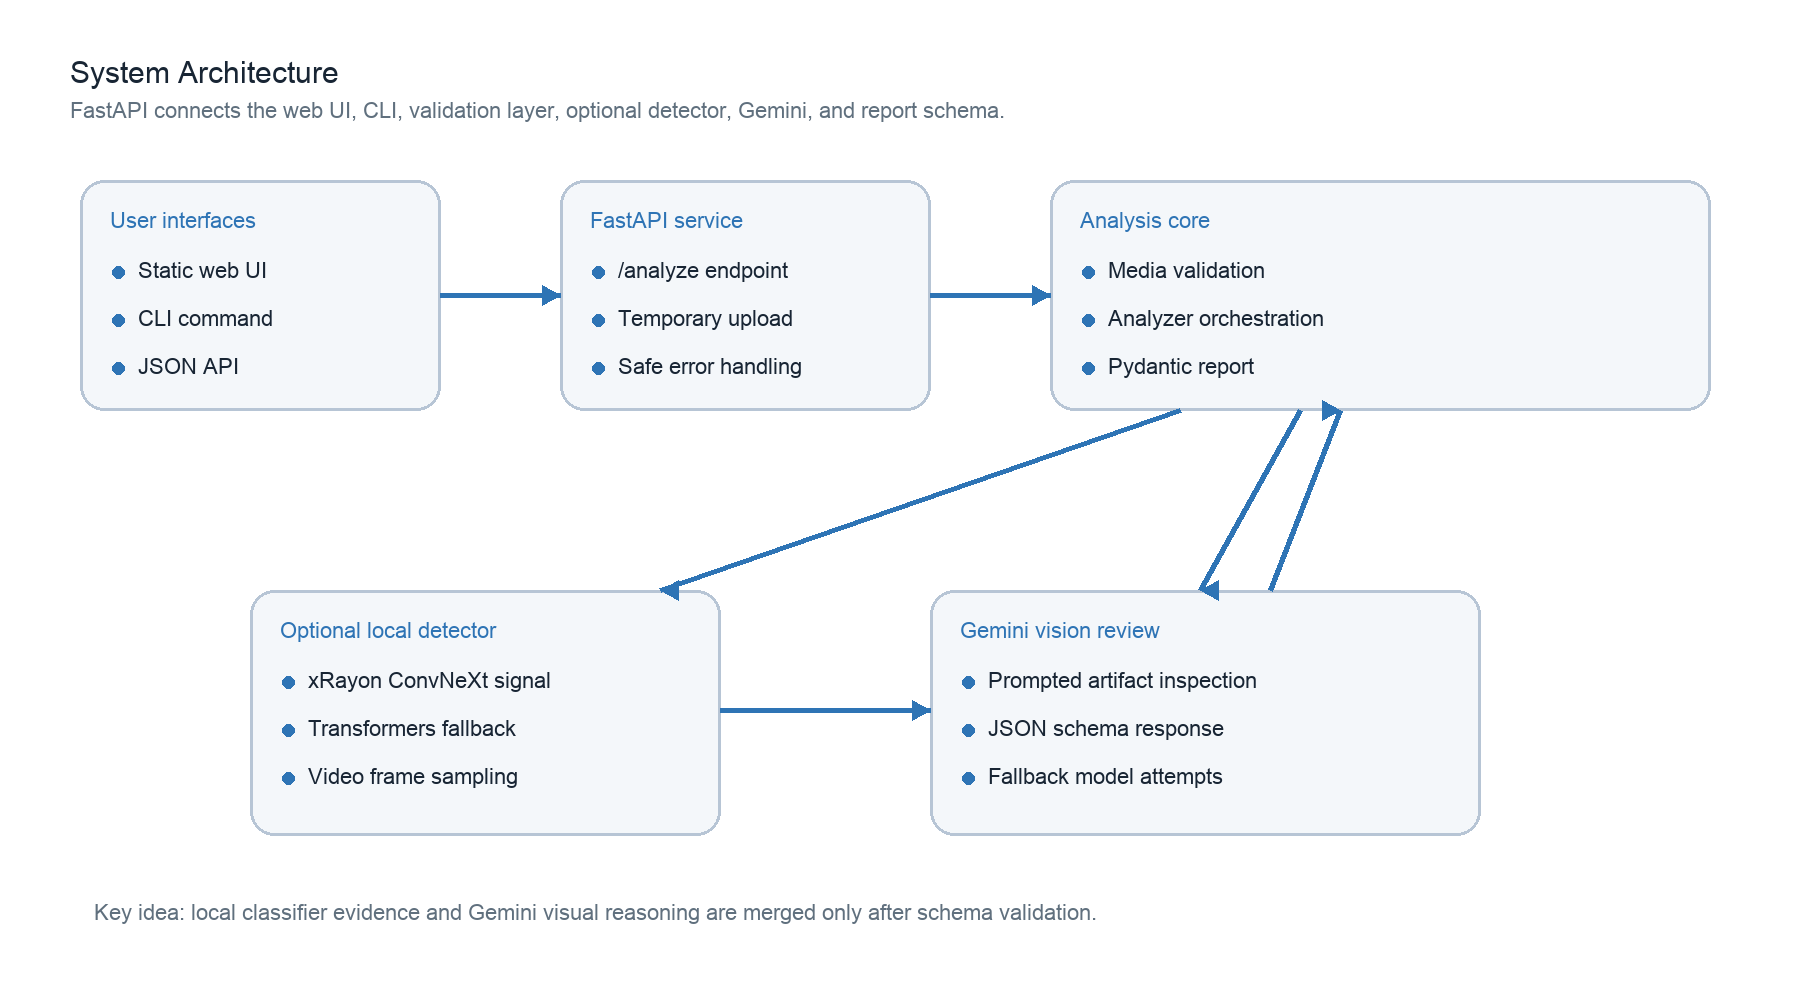 System Architecture
FastAPI connects the web UI, CLI, validation layer, optional detector, Gemini, and report schema.
User interfaces
Static web UI
CLI command
JSON API
FastAPI service
/analyze endpoint
Temporary upload
Safe error handling
Analysis core
Media validation
Analyzer orchestration
Pydantic report
Optional local detector
xRayon ConvNeXt signal
Transformers fallback
Video frame sampling
Gemini vision review
Prompted artifact inspection
JSON schema response
Fallback model attempts
Key idea: local classifier evidence and Gemini visual reasoning are merged only after schema validation.